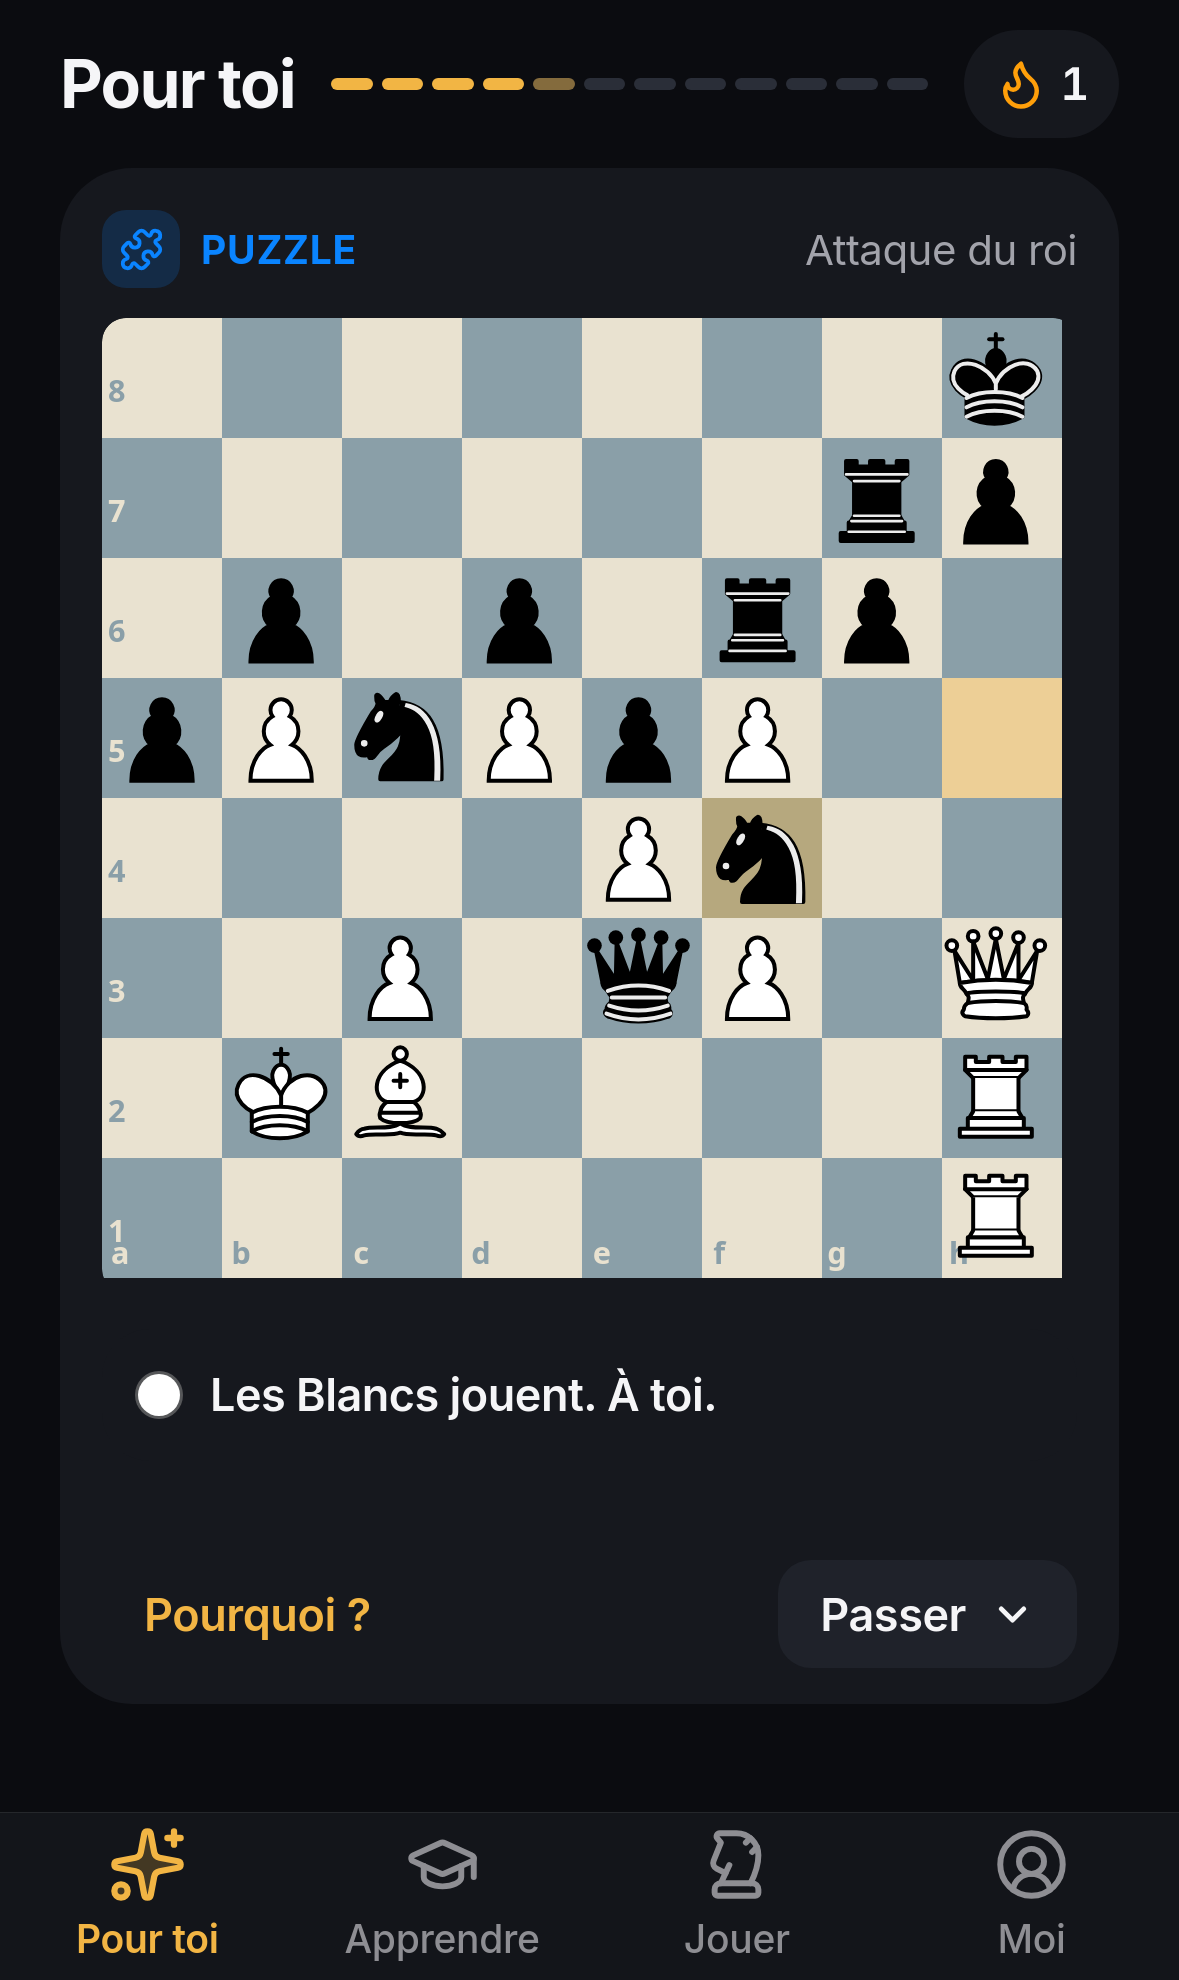 Pour toi
1
PUZZLE
Attaque du roi
8
7
6
5
4
3
2
1
a b c d e f g h
Les Blancs jouent. À toi.
Pourquoi ?
Passer
Pour toi
Apprendre
Jouer
Moi